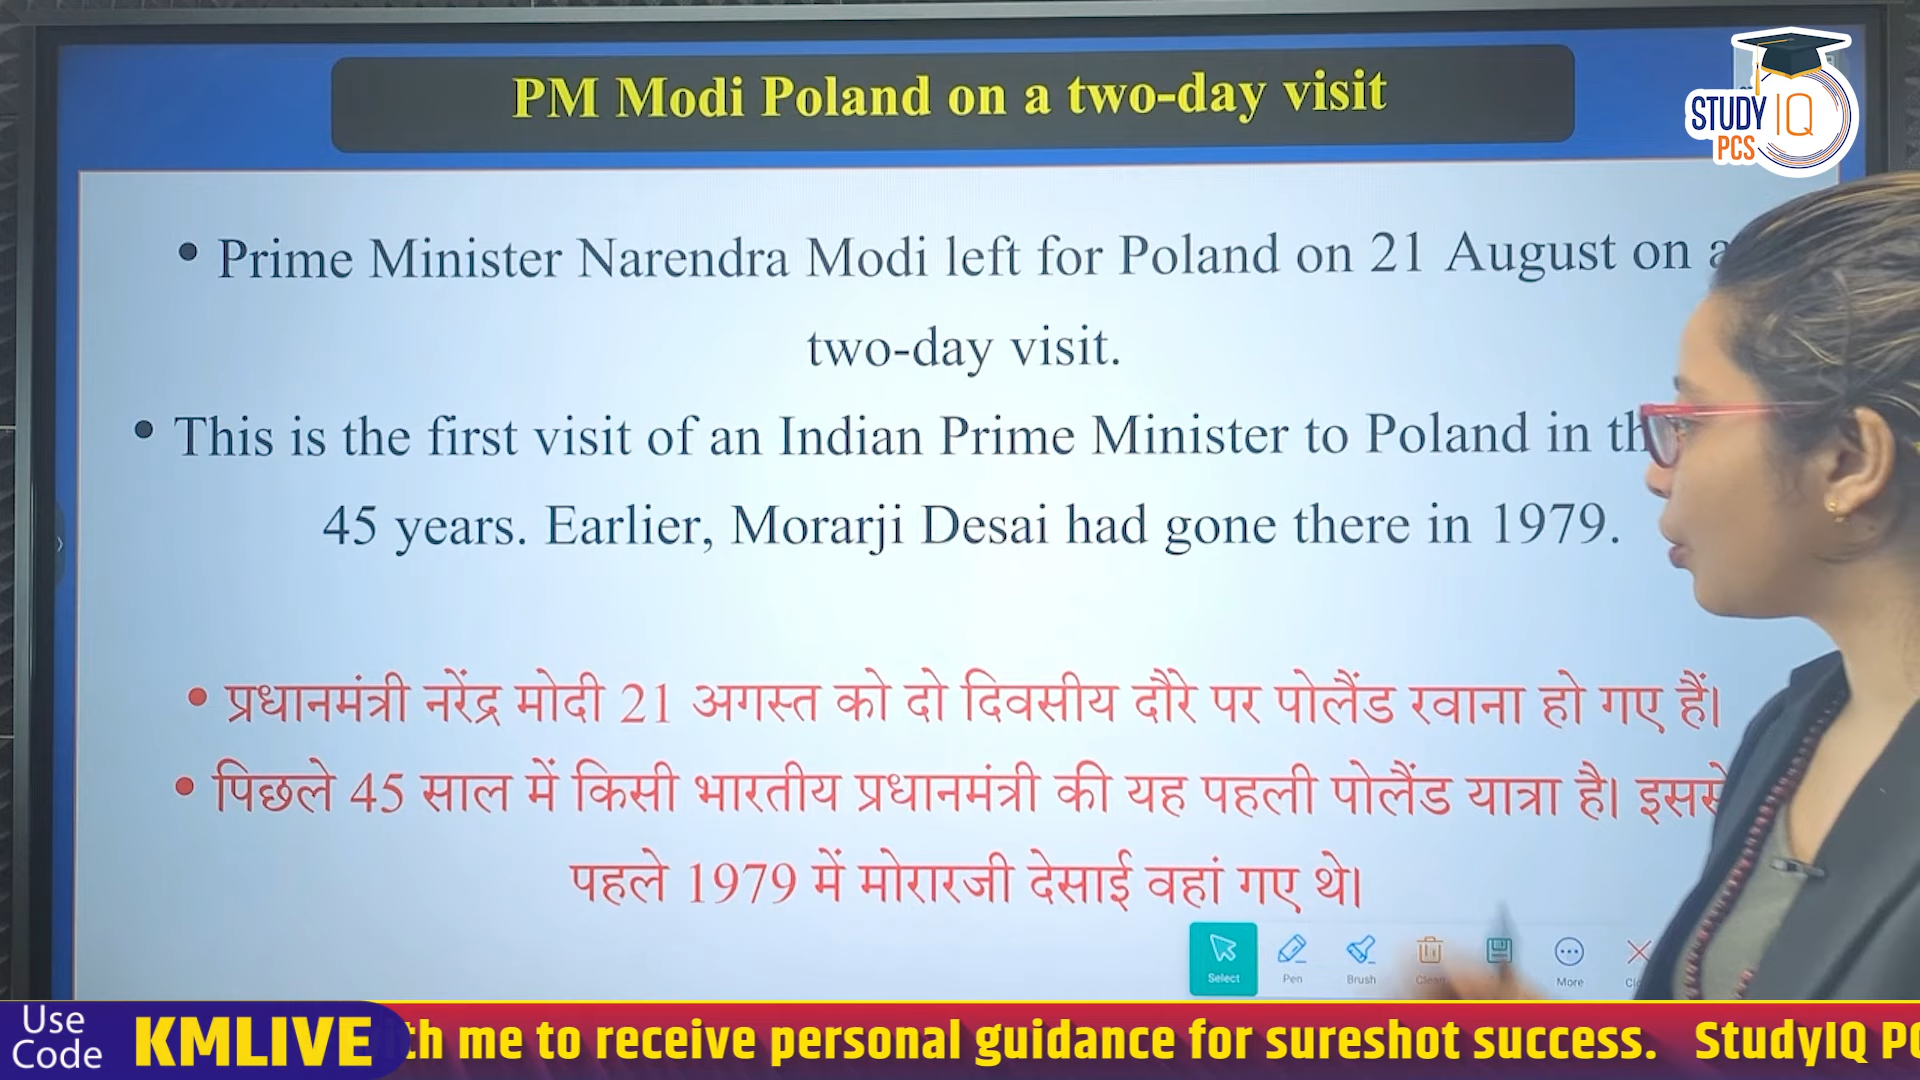 PM Modi Poland on a two-day visit
STUDY IQ
PCS
• Prime Minister Narendra Modi left for Poland on 21 August on a
two-day visit.
• This is the first visit of an Indian Prime Minister to Poland in
45 years. Earlier, Morarji Desai had gone there in 1979.
• प्रधानमंत्री नरेंद्र मोदी 21 अगस्त को दो दिवसीय दौरे पर पोलैंड रवाना हो गए हैं।
• पिछले 45 साल में किसी भारतीय प्रधानमंत्री की यह पहली पोलैंड यात्रा है। इससे
पहले 1979 में मोरारजी देसाई वहां गए थे।
Select Pen Brush Clean More
Use
Code
KMLIVE
me to receive personal guidance for sureshot success. StudyIQ